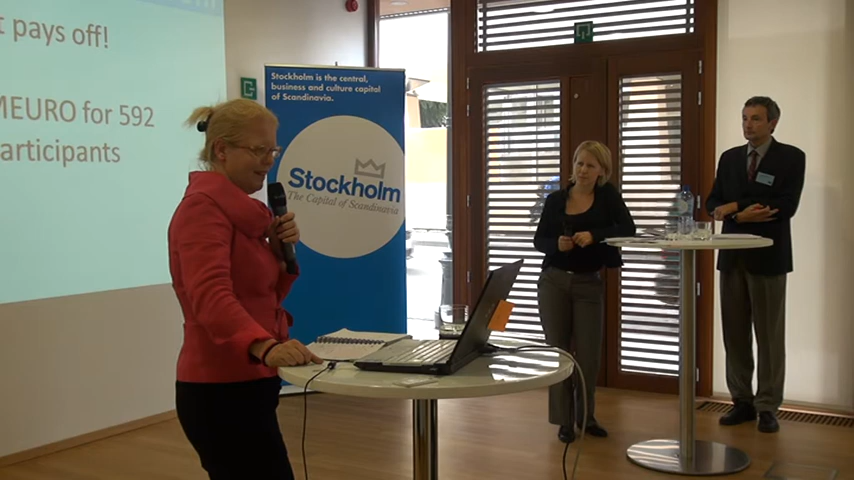 t pays off!
MEURO for 592
articipants
Stockholm is the central,
business and culture capital
of Scandinavia.
Stockholm
The Capital of Scandinavia